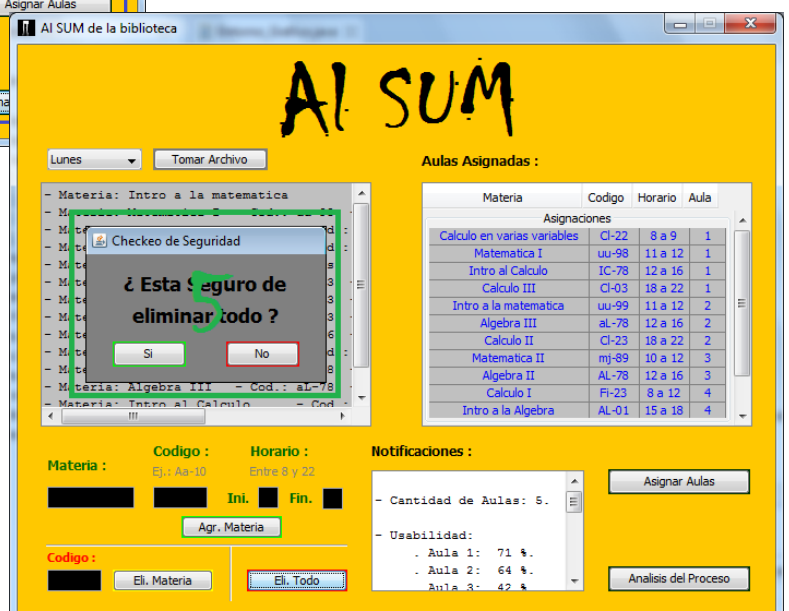 Asignar Aulas
AI SUM de la biblioteca
AI SUM
Lunes
Tomar Archivo
Aulas Asignadas :
- Materia: Intro a la matematica
- Materia: Algebra III - Cod.: aL-78
- Materia: Intro al Calculo - Cod
Checkeo de Seguridad
¿ Esta Seguro de
eliminar todo ?
5
Si
No
Materia Codigo Horario Aula
Asignaciones
Calculo en varias variables Cl-22 8 a 9 1
Matematica I uu-98 11 a 12 1
Intro al Calculo IC-78 12 a 16 1
Calculo III Cl-03 18 a 22 1
Intro a la matematica uu-99 11 a 12 2
Algebra III aL-78 12 a 16 2
Calculo II Cl-23 18 a 22 2
Matematica II mj-89 10 a 12 3
Algebra II AL-78 12 a 16 3
Calculo I Fi-23 8 a 12 4
Intro a la Algebra AL-01 15 a 18 4
Materia :
Codigo :
Ej.: Aa-10
Horario :
Entre 8 y 22
Ini.
Fin.
Agr. Materia
Codigo :
Eli. Materia
Eli. Todo
Notificaciones :
- Cantidad de Aulas: 5.
- Usabilidad:
. Aula 1: 71 %.
. Aula 2: 64 %.
. Aula 3: 42 %
Asignar Aulas
Analisis del Proceso